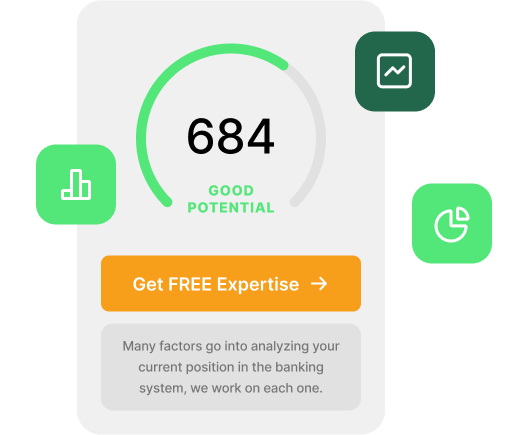 684
GOOD
POTENTIAL
Get FREE Expertise →
Many factors go into analyzing your
current position in the banking
system, we work on each one.